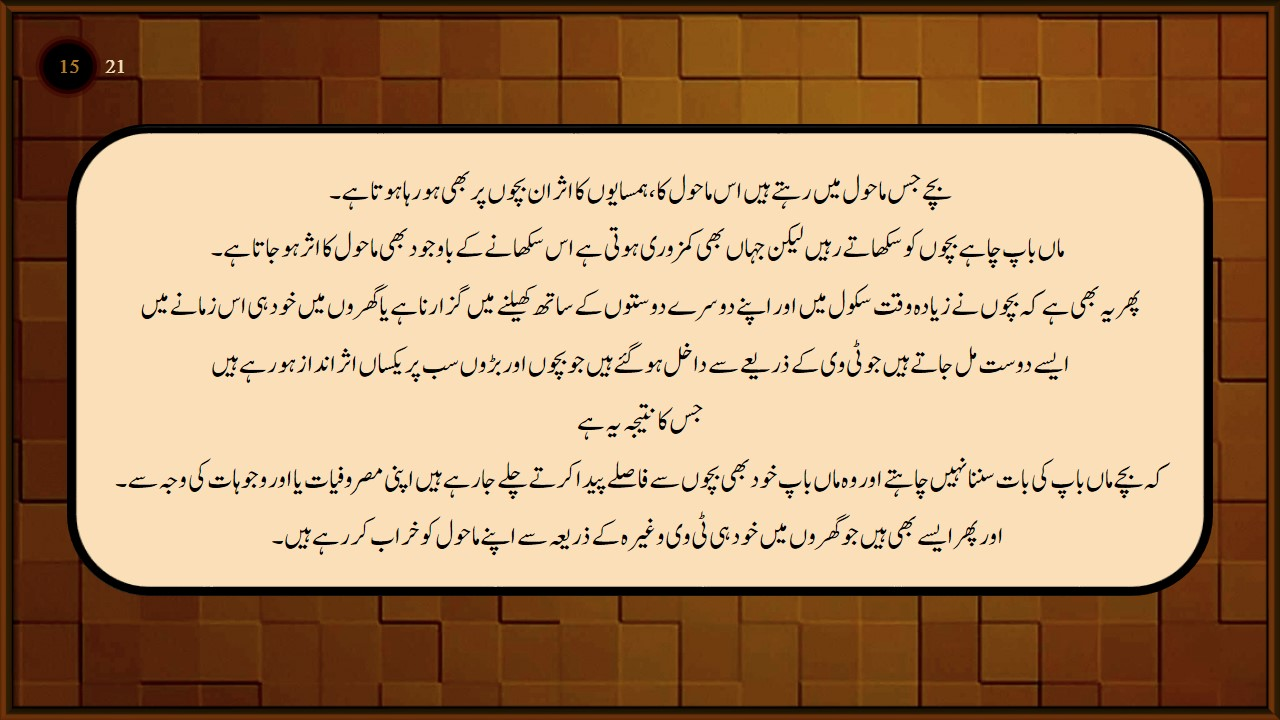 15 21
بچے جس ماحول میں رہتے ہیں اس ماحول کا، ہمسایوں کا اثر ان بچوں پر بھی ہو رہا ہوتا ہے۔
ماں باپ چاہے بچوں کو سکھاتے رہیں لیکن جہاں بھی کمزوری ہوتی ہے اس سکھانے کے باوجود بھی ماحول کا اثر ہو جاتا ہے۔
پھر یہ بھی ہے کہ بچوں نے زیادہ وقت سکول میں اور اپنے دوسرے دوستوں کے ساتھ کھیلنے میں گزارنا ہے یا گھروں میں خود ہی اس زمانے میں
ایسے دوست مل جاتے ہیں جو ٹی وی کے ذریعے سے داخل ہو گئے ہیں جو بچوں اور بڑوں سب پر یکساں اثر انداز ہو رہے ہیں
جس کا نتیجہ یہ ہے
کہ بچے ماں باپ کی بات سننا نہیں چاہتے اور وہ ماں باپ خود بھی بچوں سے فاصلے پیدا کرتے چلے جا رہے ہیں اپنی مصروفیات یا اور وجوہات کی وجہ سے۔
اور پھر ایسے بھی ہیں جو گھروں میں خود ہی ٹی وی وغیرہ کے ذریعہ سے اپنے ماحول کو خراب کر رہے ہیں۔